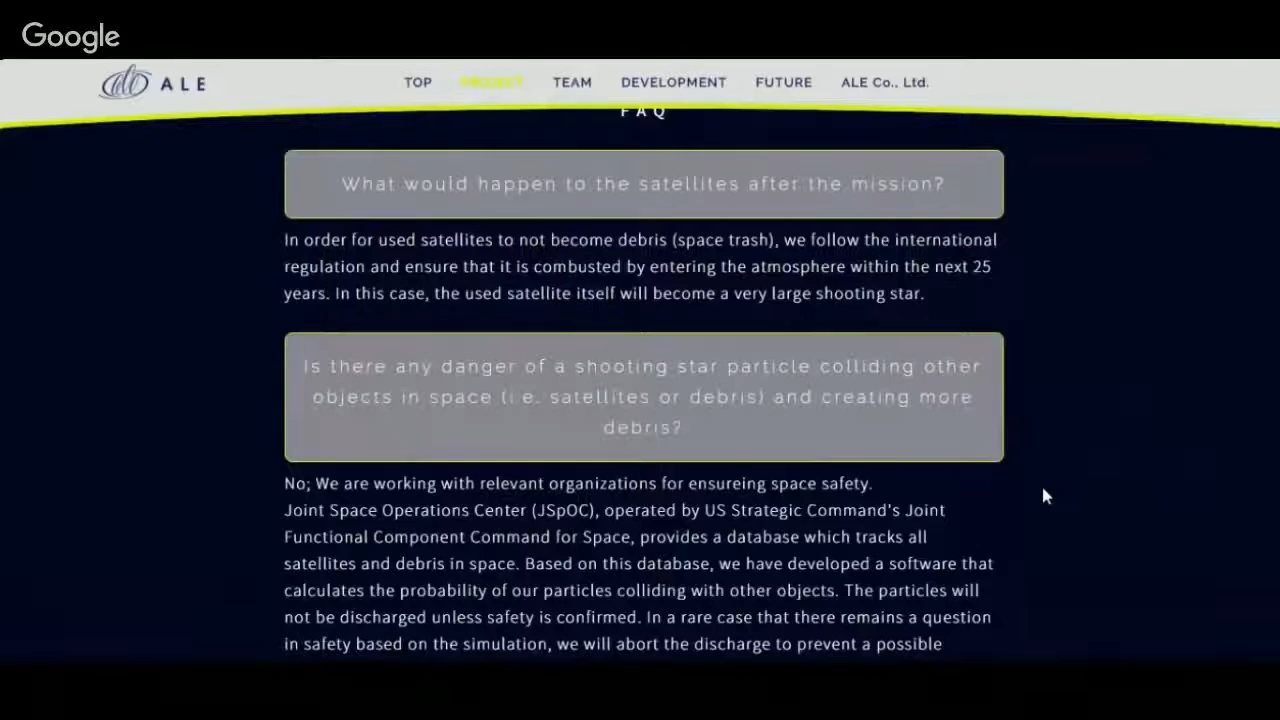 Google
ALE
TOP PROJECT TEAM DEVELOPMENT FUTURE ALE Co., Ltd.
FAQ
What would happen to the satellites after the mission?
In order for used satellites to not become debris (space trash), we follow the international
regulation and ensure that it is combusted by entering the atmosphere within the next 25
years. In this case, the used satellite itself will become a very large shooting star.
Is there any danger of a shooting star particle colliding other
objects in space (i.e. satellites or debris) and creating more
debris?
No; We are working with relevant organizations for ensureing space safety.
Joint Space Operations Center (JSpOC), operated by US Strategic Command's Joint
Functional Component Command for Space, provides a database which tracks all
satellites and debris in space. Based on this database, we have developed a software that
calculates the probability of our particles colliding with other objects. The particles will
not be discharged unless safety is confirmed. In a rare case that there remains a question
in safety based on the simulation, we will abort the discharge to prevent a possible